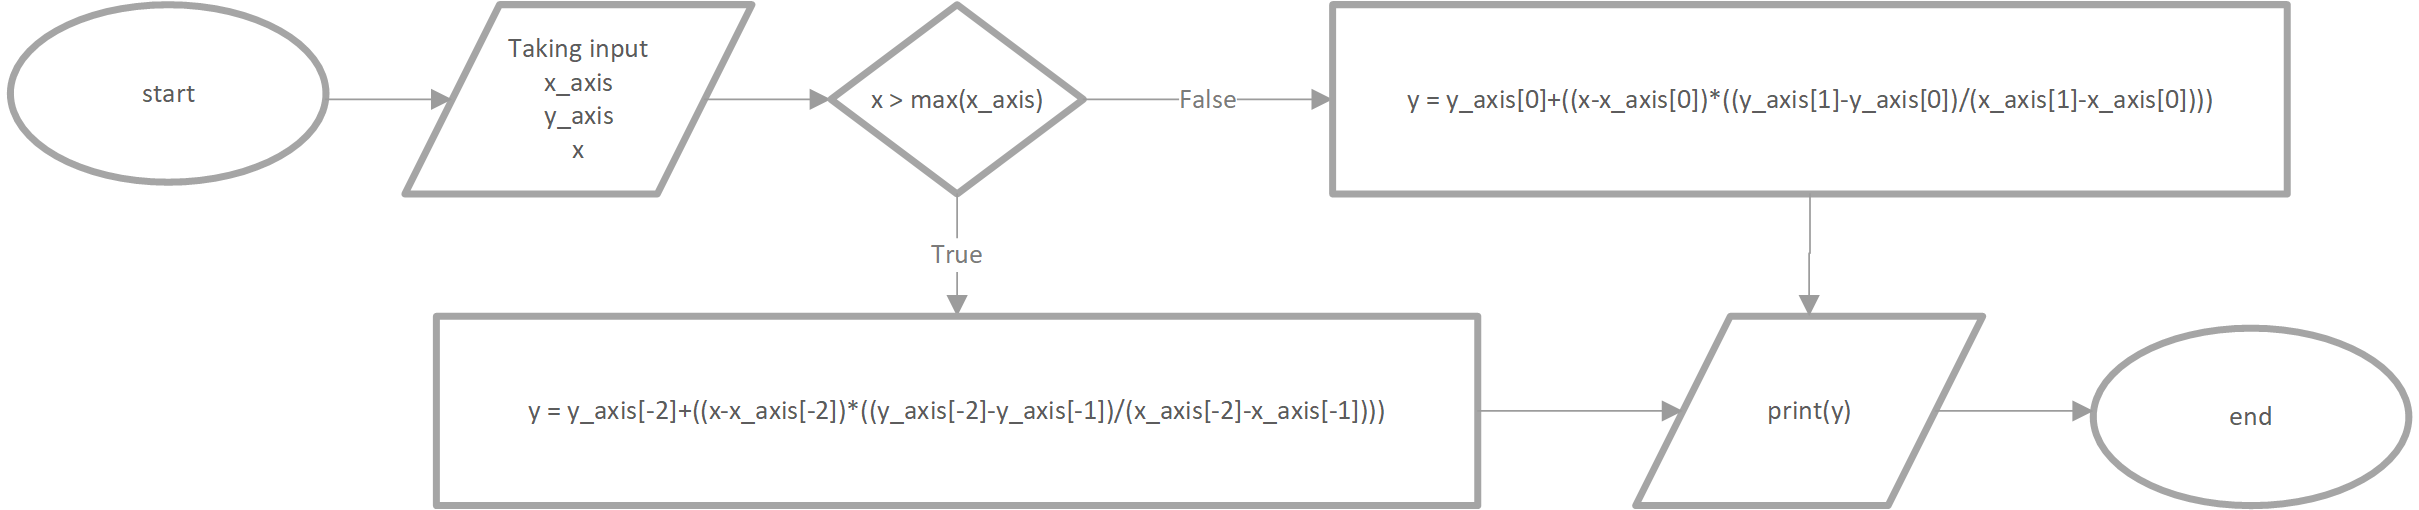 start
Taking input
x_axis
y_axis
x
x > max(x_axis)
False
y = y_axis[0]+((x-x_axis[0])*((y_axis[1]-y_axis[0])/(x_axis[1]-x_axis[0])))
True
y = y_axis[-2]+((x-x_axis[-2])*((y_axis[-2]-y_axis[-1])/(x_axis[-2]-x_axis[-1])))
print(y)
end